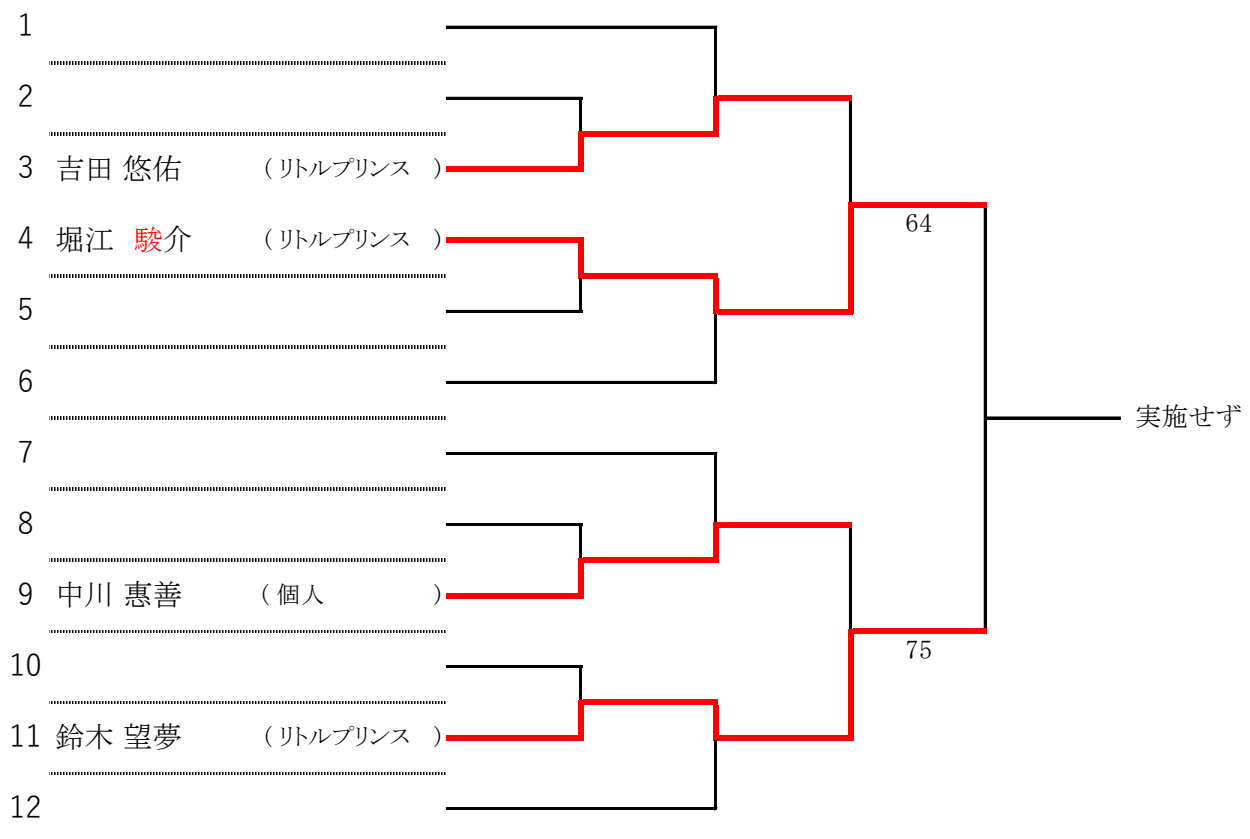 1
2
3 吉田 悠佑 ( リトルプリンス )
4 堀江 駿介 ( リトルプリンス )
64
5
6
実施せず
7
8
9 中川 惠善 ( 個人 )
75
10
11 鈴木 望夢 ( リトルプリンス )
12